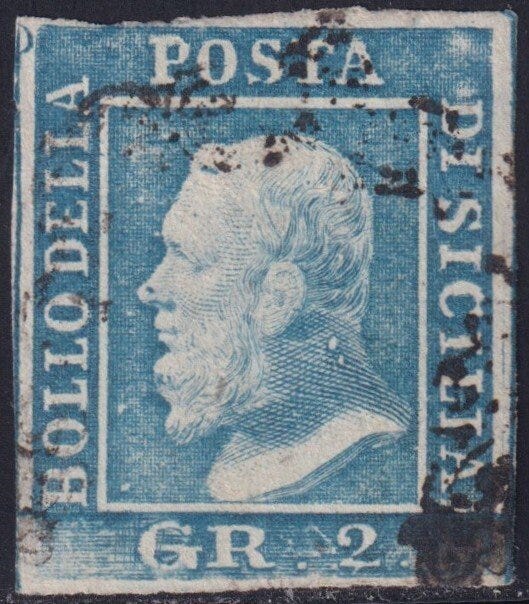 BOLLO DELLA
POSTA
DI SICILIA
GR. 2.